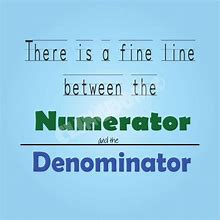 There is a fine line
between the
Numerator
and the
Denominator